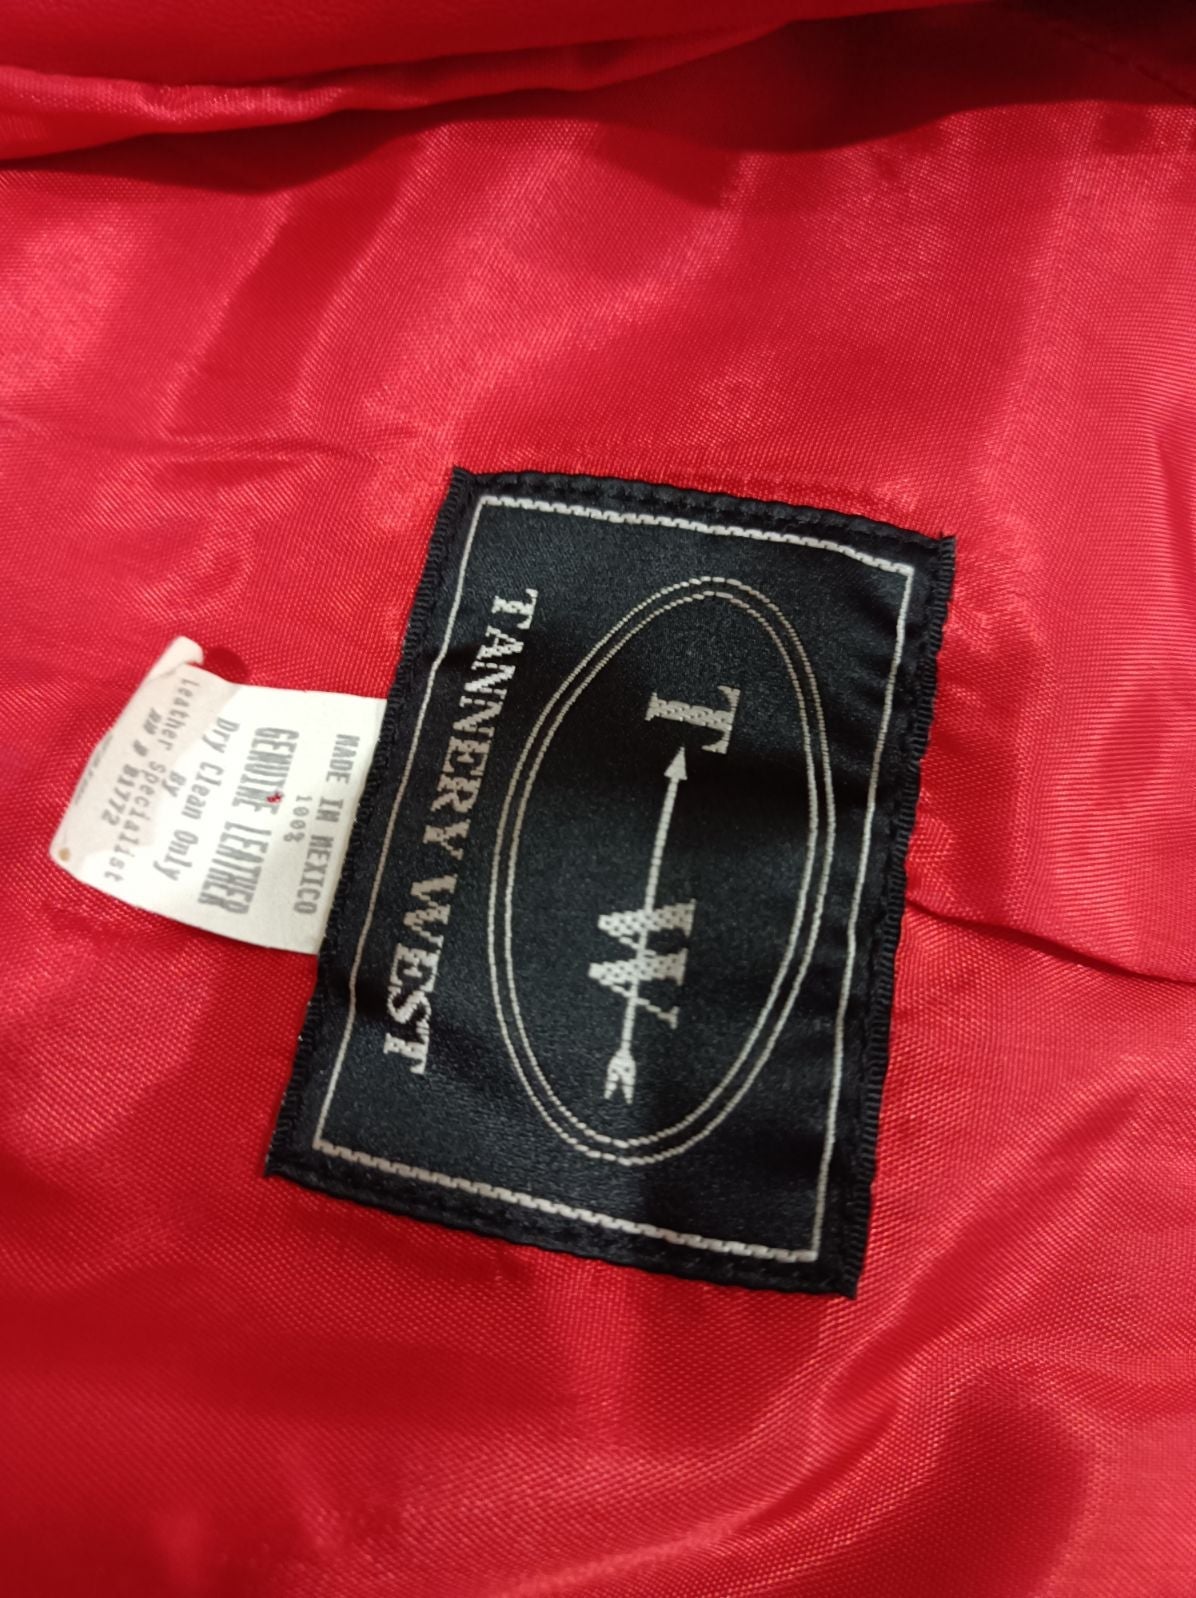 T W
TANNERY WEST
MADE IN MEXICO
100%
GENUINE LEATHER
Dry Clean Only
BY
Leather Specialist